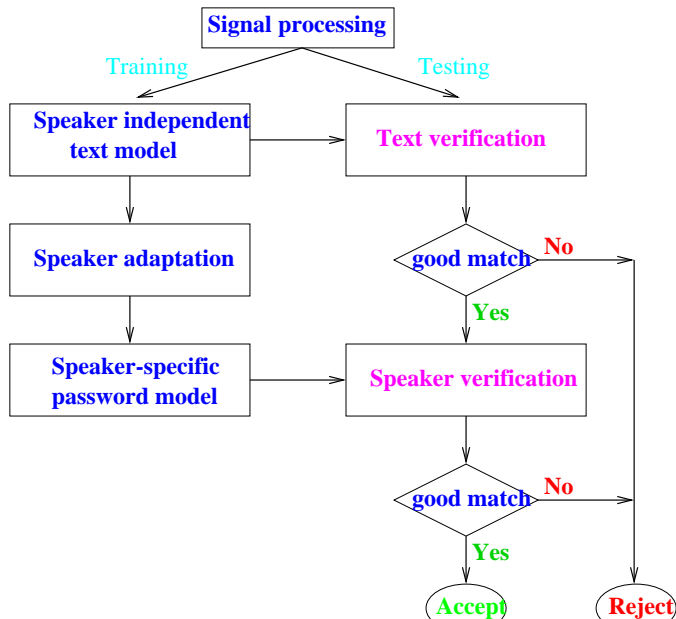 Signal processing
Training
Testing
Speaker independent
text model
Text verification
Speaker adaptation
good match
No
Yes
Speaker-specific
password model
Speaker verification
good match
No
Yes
Accept
Reject